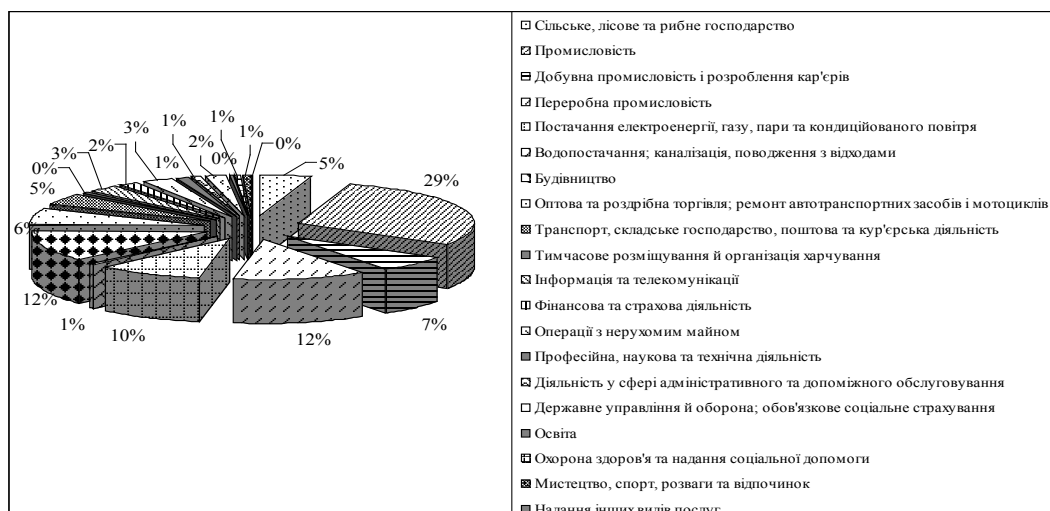 1%
1%
3%
1%
2%
2%
0%
0%
3%
1%
0%
5%
5%
29%
6%
12%
1%
10%
12%
7%
Сільське, лісове та рибне господарство
Промисловість
Добувна промисловість і розроблення кар'єрів
Переробна промисловість
Постачання електроенергії, газу, пари та кондиційованого повітря
Водопостачання; каналізація, поводження з відходами
Будівництво
Оптова та роздрібна торгівля; ремонт автотранспортних засобів і мотоциклів
Транспорт, складське господарство, поштова та кур'єрська діяльність
Тимчасове розміщування й організація харчування
Інформація та телекомунікації
Фінансова та страхова діяльність
Операції з нерухомим майном
Професійна, наукова та технічна діяльність
Діяльність у сфері адміністративного та допоміжного обслуговування
Державне управління й оборона; обов'язкове соціальне страхування
Освіта
Охорона здоров'я та надання соціальної допомоги
Мистецтво, спорт, розваги та відпочинок
Надання інших видів послуг